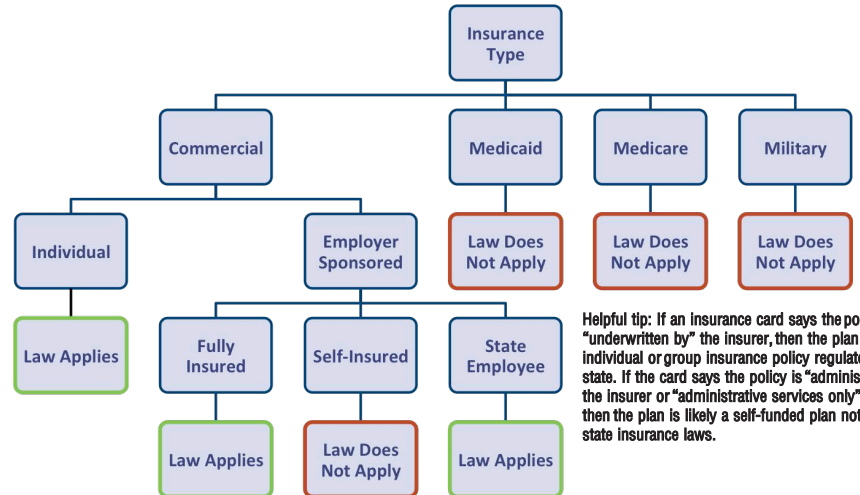 Insurance
Type
Commercial
Medicaid
Medicare
Military
Individual
Employer
Sponsored
Law Does
Not Apply
Law Does
Not Apply
Law Does
Not Apply
Law Applies
Fully
Insured
Self-Insured
State
Employee
Law Applies
Law Does
Not Apply
Law Applies
Helpful tip: If an insurance card says the
“underwritten by” the insurer, then the plan
individual or group insurance policy
state. If the card says the policy is
the insurer or “administrative services only”
then the plan is likely a self-funded plan
state insurance laws.